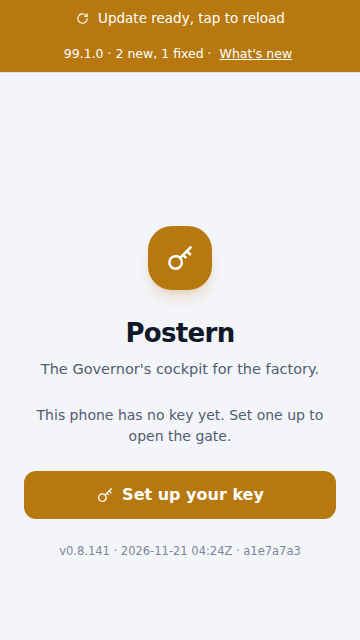 Update ready, tap to reload
99.1.0 · 2 new, 1 fixed · What's new
Postern
The Governor's cockpit for the factory.
This phone has no key yet. Set one up to
open the gate.
Set up your key
v0.8.141 · 2026-11-21 04:24Z · a1e7a7a3